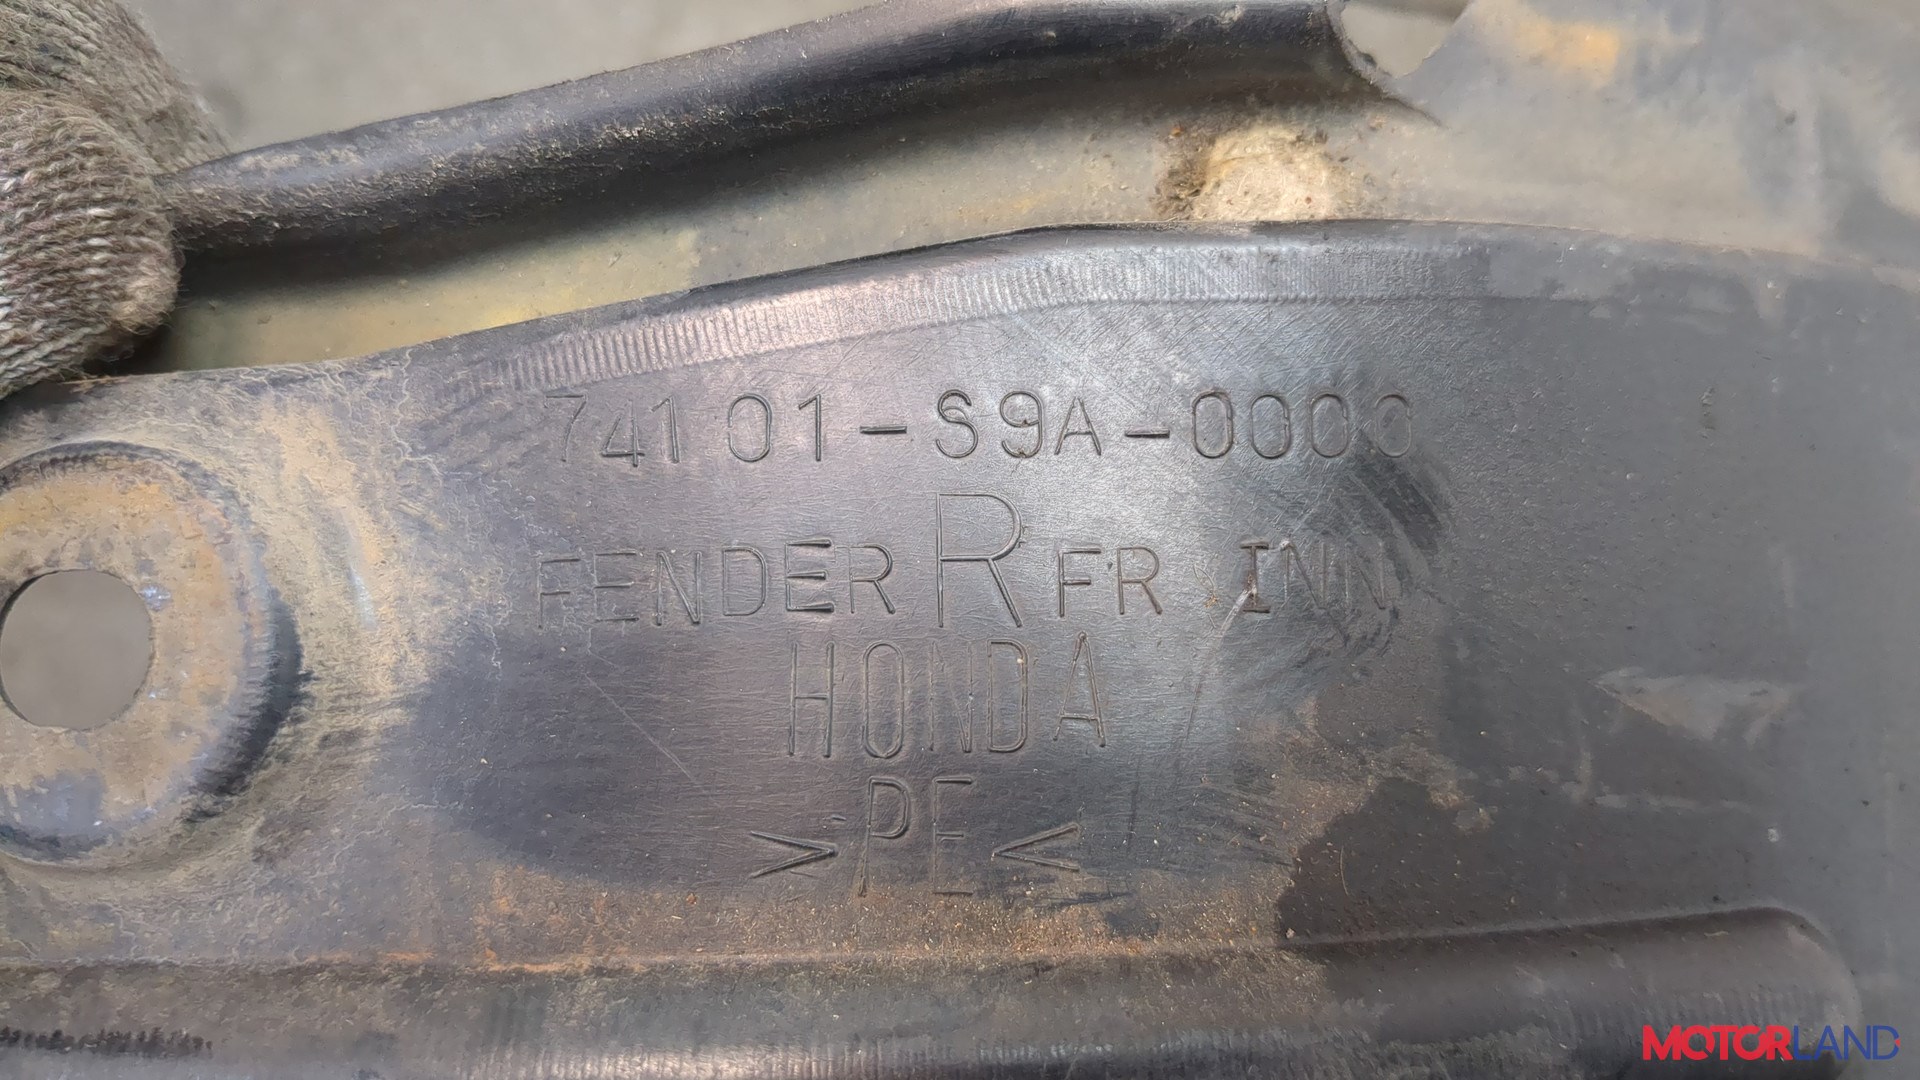 74101-S9A-0000
FENDER R FR INN
HONDA
>PE<
MOTORLAND